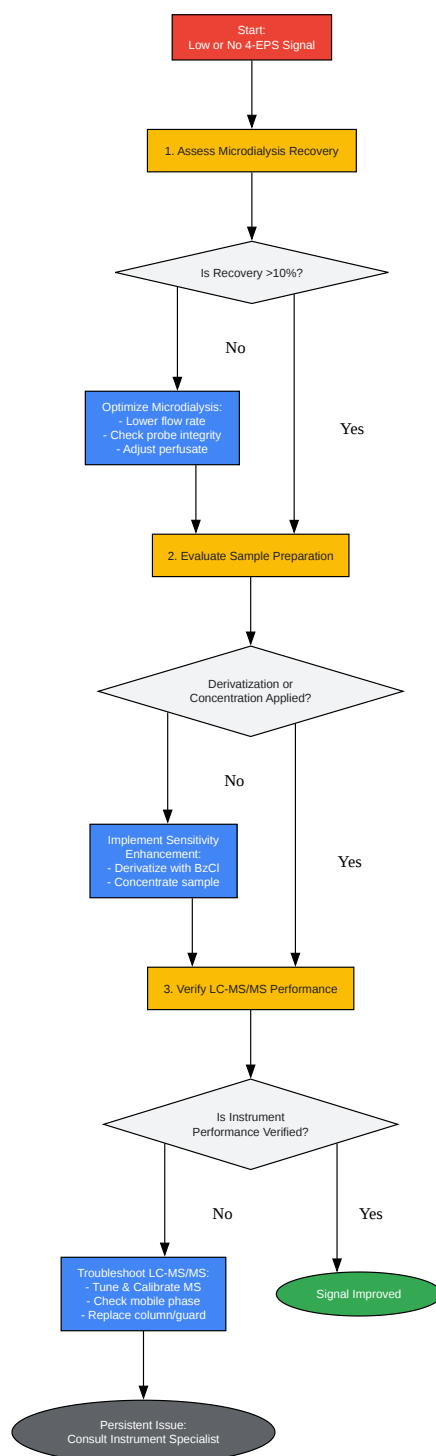 Start:
Low or No 4-EPS Signal
1. Assess Microdialysis Recovery
Is Recovery >10%?
No
Yes
Optimize Microdialysis:
- Lower flow rate
- Check probe integrity
- Adjust perfusate
2. Evaluate Sample Preparation
Derivatization or
Concentration Applied?
No
Yes
Implement Sensitivity
Enhancement:
- Derivatize with BzCl
- Concentrate sample
3. Verify LC-MS/MS Performance
Is Instrument
Performance Verified?
No
Yes
Troubleshoot LC-MS/MS:
- Tune & Calibrate MS
- Check mobile phase
- Replace column/guard
Signal Improved
Persistent Issue:
Consult Instrument Specialist